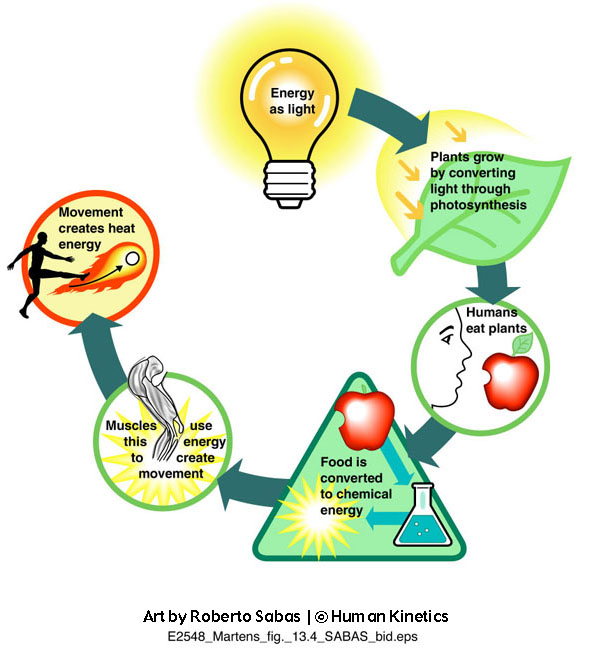 Energy
as light
Plants grow
by converting
light through
photosynthesis
Humans
eat plants
Food is
converted
to chemical
energy
Muscles use
this energy
to create
movement
Movement
creates heat
energy
Art by Roberto Sabas | © Human Kinetics
E2548_Martens_fig._13.4_SABAS_bid.eps